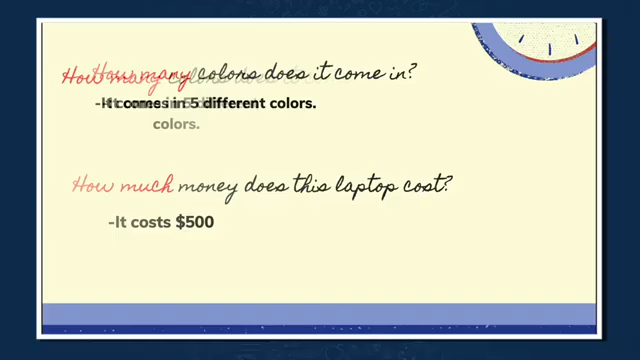 How many colors does it come in?
-It comes in 5 different colors.
colors.
How much money does this laptop cost?
-It costs $500